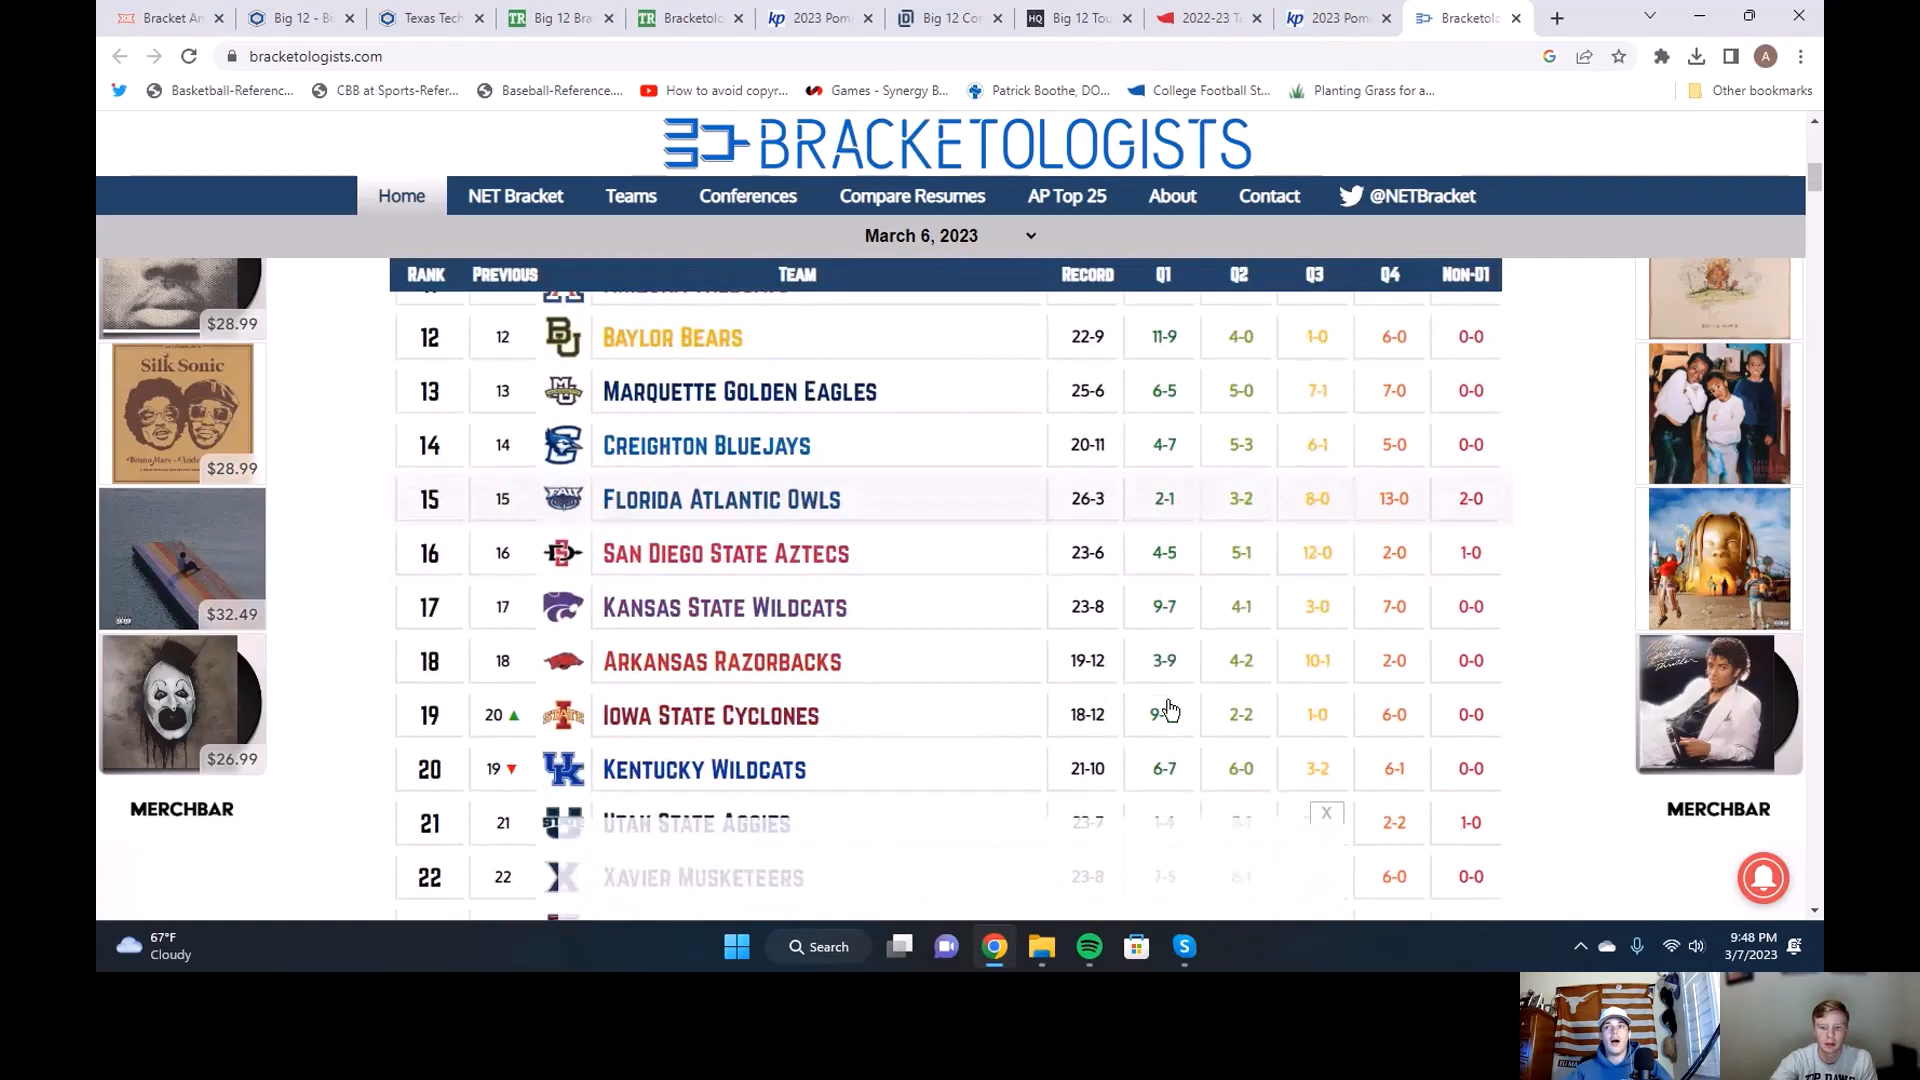 Bracket An
Big 12 - Bi
Texas Tech
Big 12 Bra
Bracketolo
2023 Pom
Big 12 Co
Big 12 Tou
2022-23 T
2023 Pom
Bracketolo
bracketologists.com
Basketball-Referenc...
CBB at Sports-Refer...
Baseball-Reference....
How to avoid copyr...
Games - Synergy B...
Patrick Boothe, DO...
College Football St...
Planting Grass for a...
Other bookmarks
BRACKETOLOGISTS
Home NET Bracket Teams Conferences Compare Resumes AP Top 25 About Contact @NETBracket
March 6, 2023
RANK PREVIOUS TEAM RECORD Q1 Q2 Q3 Q4 NON-D1
12 12 BAYLOR BEARS 22-9 11-9 4-0 1-0 6-0 0-0
13 13 MARQUETTE GOLDEN EAGLES 25-6 6-5 5-0 7-1 7-0 0-0
14 14 CREIGHTON BLUEJAYS 20-11 4-7 5-3 6-1 5-0 0-0
15 15 FLORIDA ATLANTIC OWLS 26-3 2-1 3-2 8-0 13-0 2-0
16 16 SAN DIEGO STATE AZTECS 23-6 4-5 5-1 12-0 2-0 1-0
17 17 KANSAS STATE WILDCATS 23-8 9-7 4-1 3-0 7-0 0-0
18 18 ARKANSAS RAZORBACKS 19-12 3-9 4-2 10-1 2-0 0-0
19 20 IOWA STATE CYCLONES 18-12 2-2 1-0 6-0 0-0
20 19 KENTUCKY WILDCATS 21-10 6-7 6-0 3-2 6-1 0-0
21 21 UTAH STATE AGGIES 23-7 1-4 2-2 1-0
22 22 XAVIER MUSKETEERS 23-8 7-5 6-0 0-0
X
$28.99
Silk Sonic
$28.99
$32.49
$26.99
MERCHBAR
MERCHBAR
67°F
Cloudy
Search
9:48 PM
3/7/2023